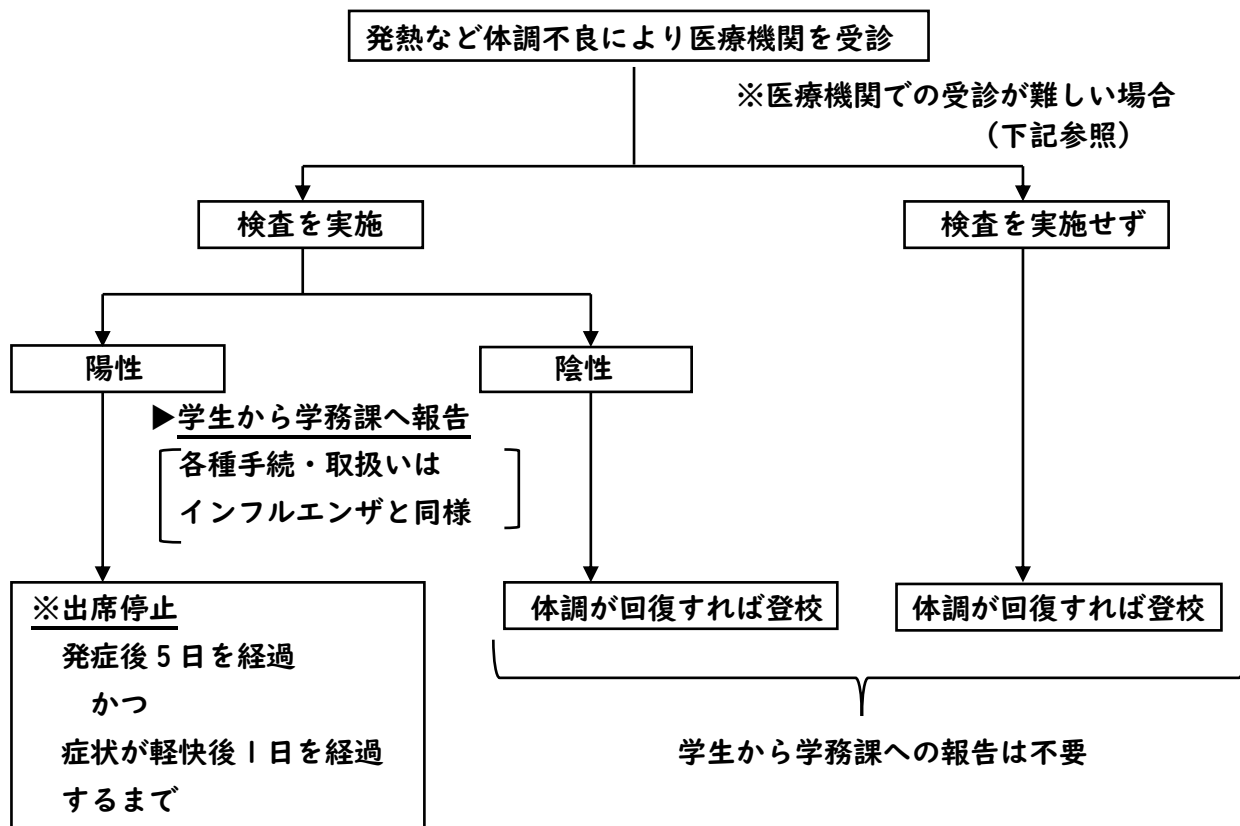 発熱など体調不良により医療機関を受診
※医療機関での受診が難しい場合
（下記参照）
検査を実施
検査を実施せず
陽性
陰性
▶学生から学務課へ報告
各種手続・取扱いは
インフルエンザと同様
※出席停止
発症後5日を経過
かつ
症状が軽快後1日を経過
するまで
体調が回復すれば登校
体調が回復すれば登校
学生から学務課への報告は不要